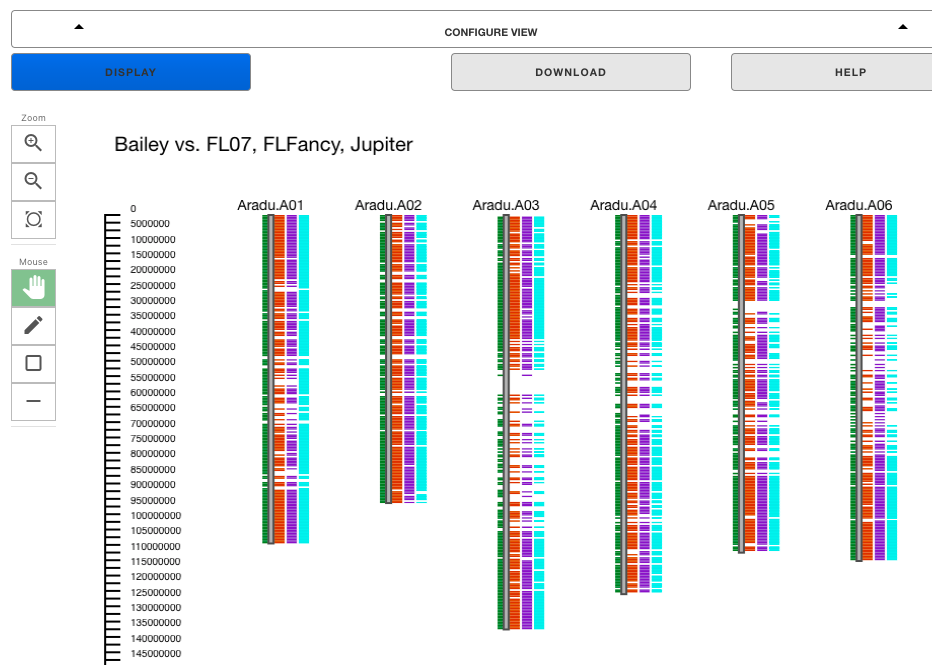 CONFIGURE VIEW
DISPLAY
DOWNLOAD
HELP
Zoom
Mouse
Bailey vs. FL07, FLFancy, Jupiter
Aradu.A01
Aradu.A02
Aradu.A03
Aradu.A04
Aradu.A05
Aradu.A06
0
5000000
10000000
15000000
20000000
25000000
30000000
35000000
40000000
45000000
50000000
55000000
60000000
65000000
70000000
75000000
80000000
85000000
90000000
95000000
100000000
105000000
110000000
115000000
120000000
125000000
130000000
135000000
140000000
145000000